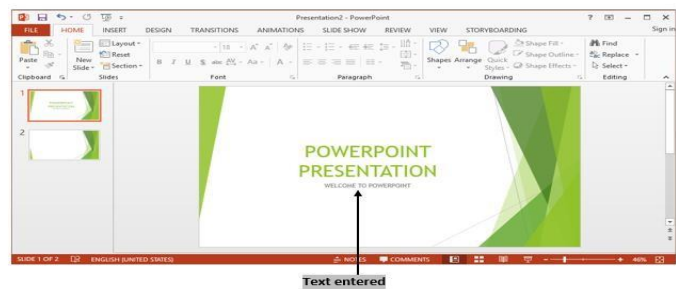 Presentation2 - PowerPoint
FILE HOME INSERT DESIGN TRANSITIONS ANIMATIONS SLIDE SHOW REVIEW VIEW STORYBOARDING Sign in
Layout
Reset
Section
Paste
New
Slide
18
Shapes Arrange Quick
Styles
Shape Fill
Shape Outline
Shape Effects
Find
Replace
Select
Clipboard Slides Font Paragraph Drawing Editing
1
2
POWERPOINT
PRESENTATION
WELCOME TO POWERPOINT
SLIDE 1 OF 2 ENGLISH (UNITED STATES) NOTES COMMENTS 46%
Text entered